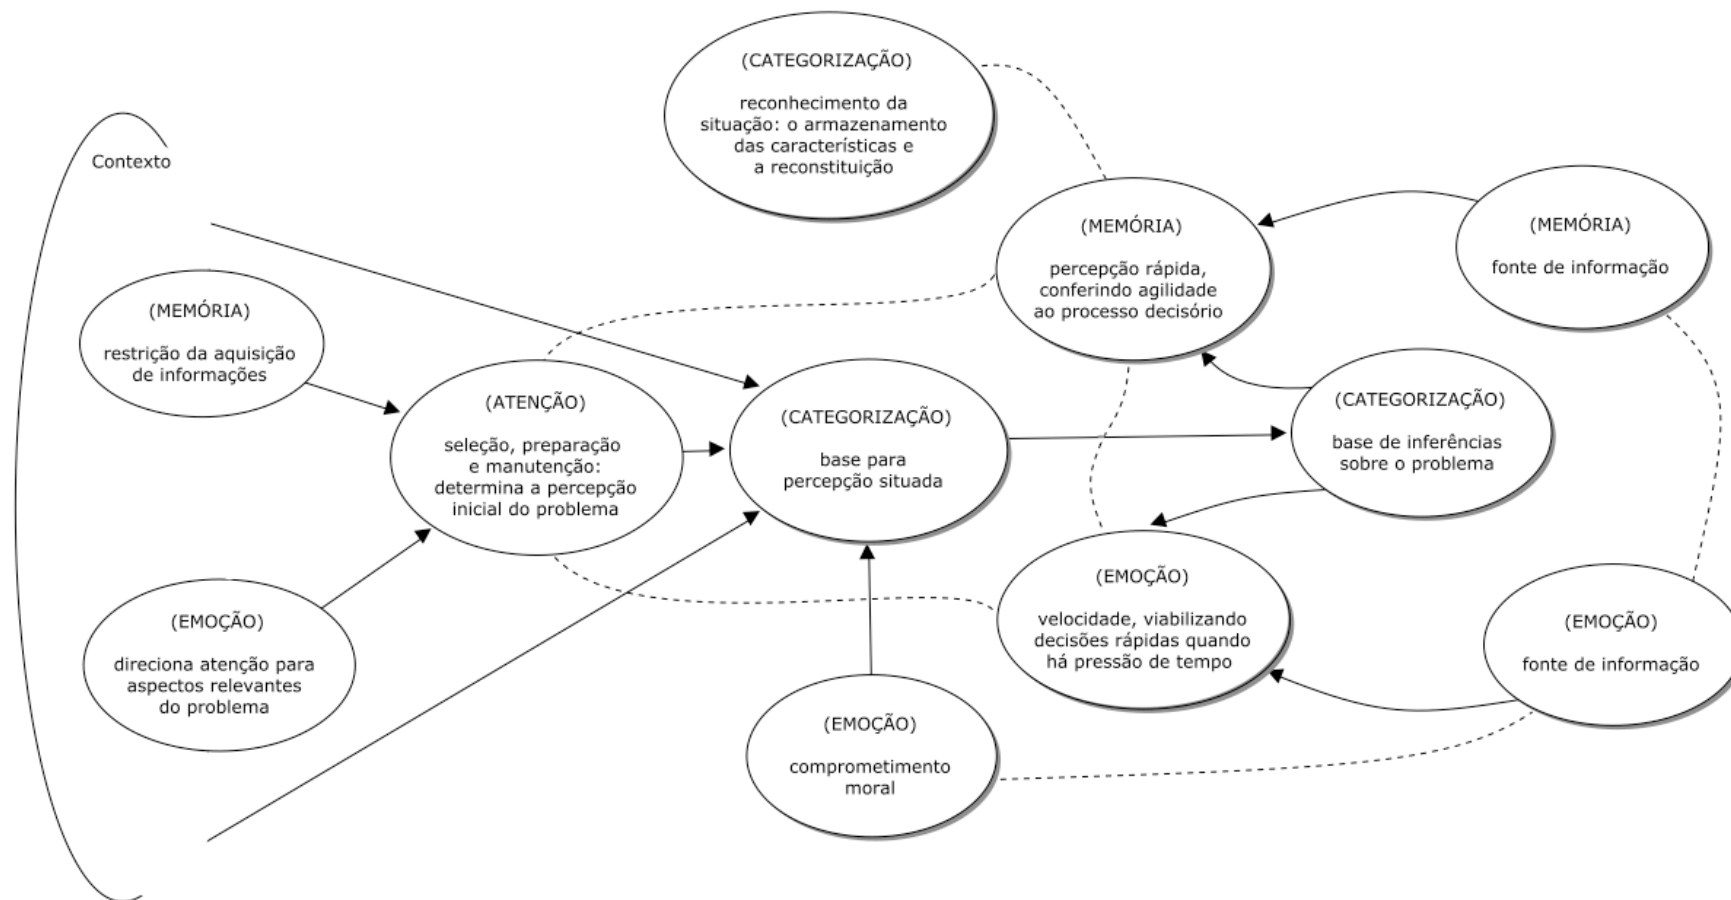 Contexto
(MEMÓRIA)
restrição da aquisição
de informações
(EMOÇÃO)
direciona atenção para
aspectos relevantes
do problema
(ATENÇÃO)
seleção, preparação
e manutenção:
determina a percepção
inicial do problema
(CATEGORIZAÇÃO)
reconhecimento da
situação: o armazenamento
das características e
a reconstituição
(CATEGORIZAÇÃO)
base para
percepção situada
(EMOÇÃO)
comprometimento
moral
(MEMÓRIA)
percepção rápida,
conferindo agilidade
ao processo decisório
(EMOÇÃO)
velocidade, viabilizando
decisões rápidas quando
há pressão de tempo
(MEMÓRIA)
fonte de informação
(CATEGORIZAÇÃO)
base de inferências
sobre o problema
(EMOÇÃO)
fonte de informação